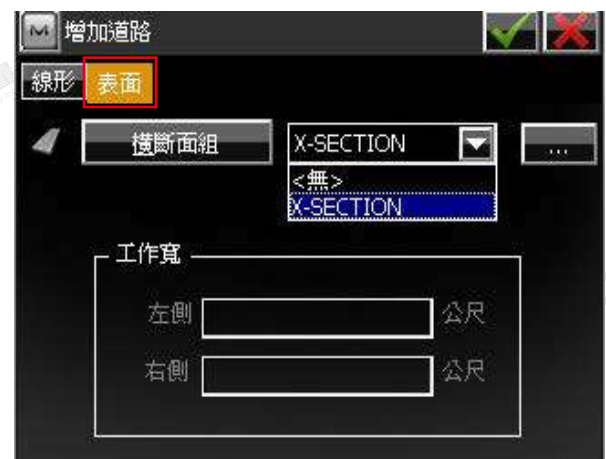 增加道路
線形 表面
橫斷面組 X-SECTION ...
<無>
X-SECTION
工作寬
左側 公尺
右側 公尺